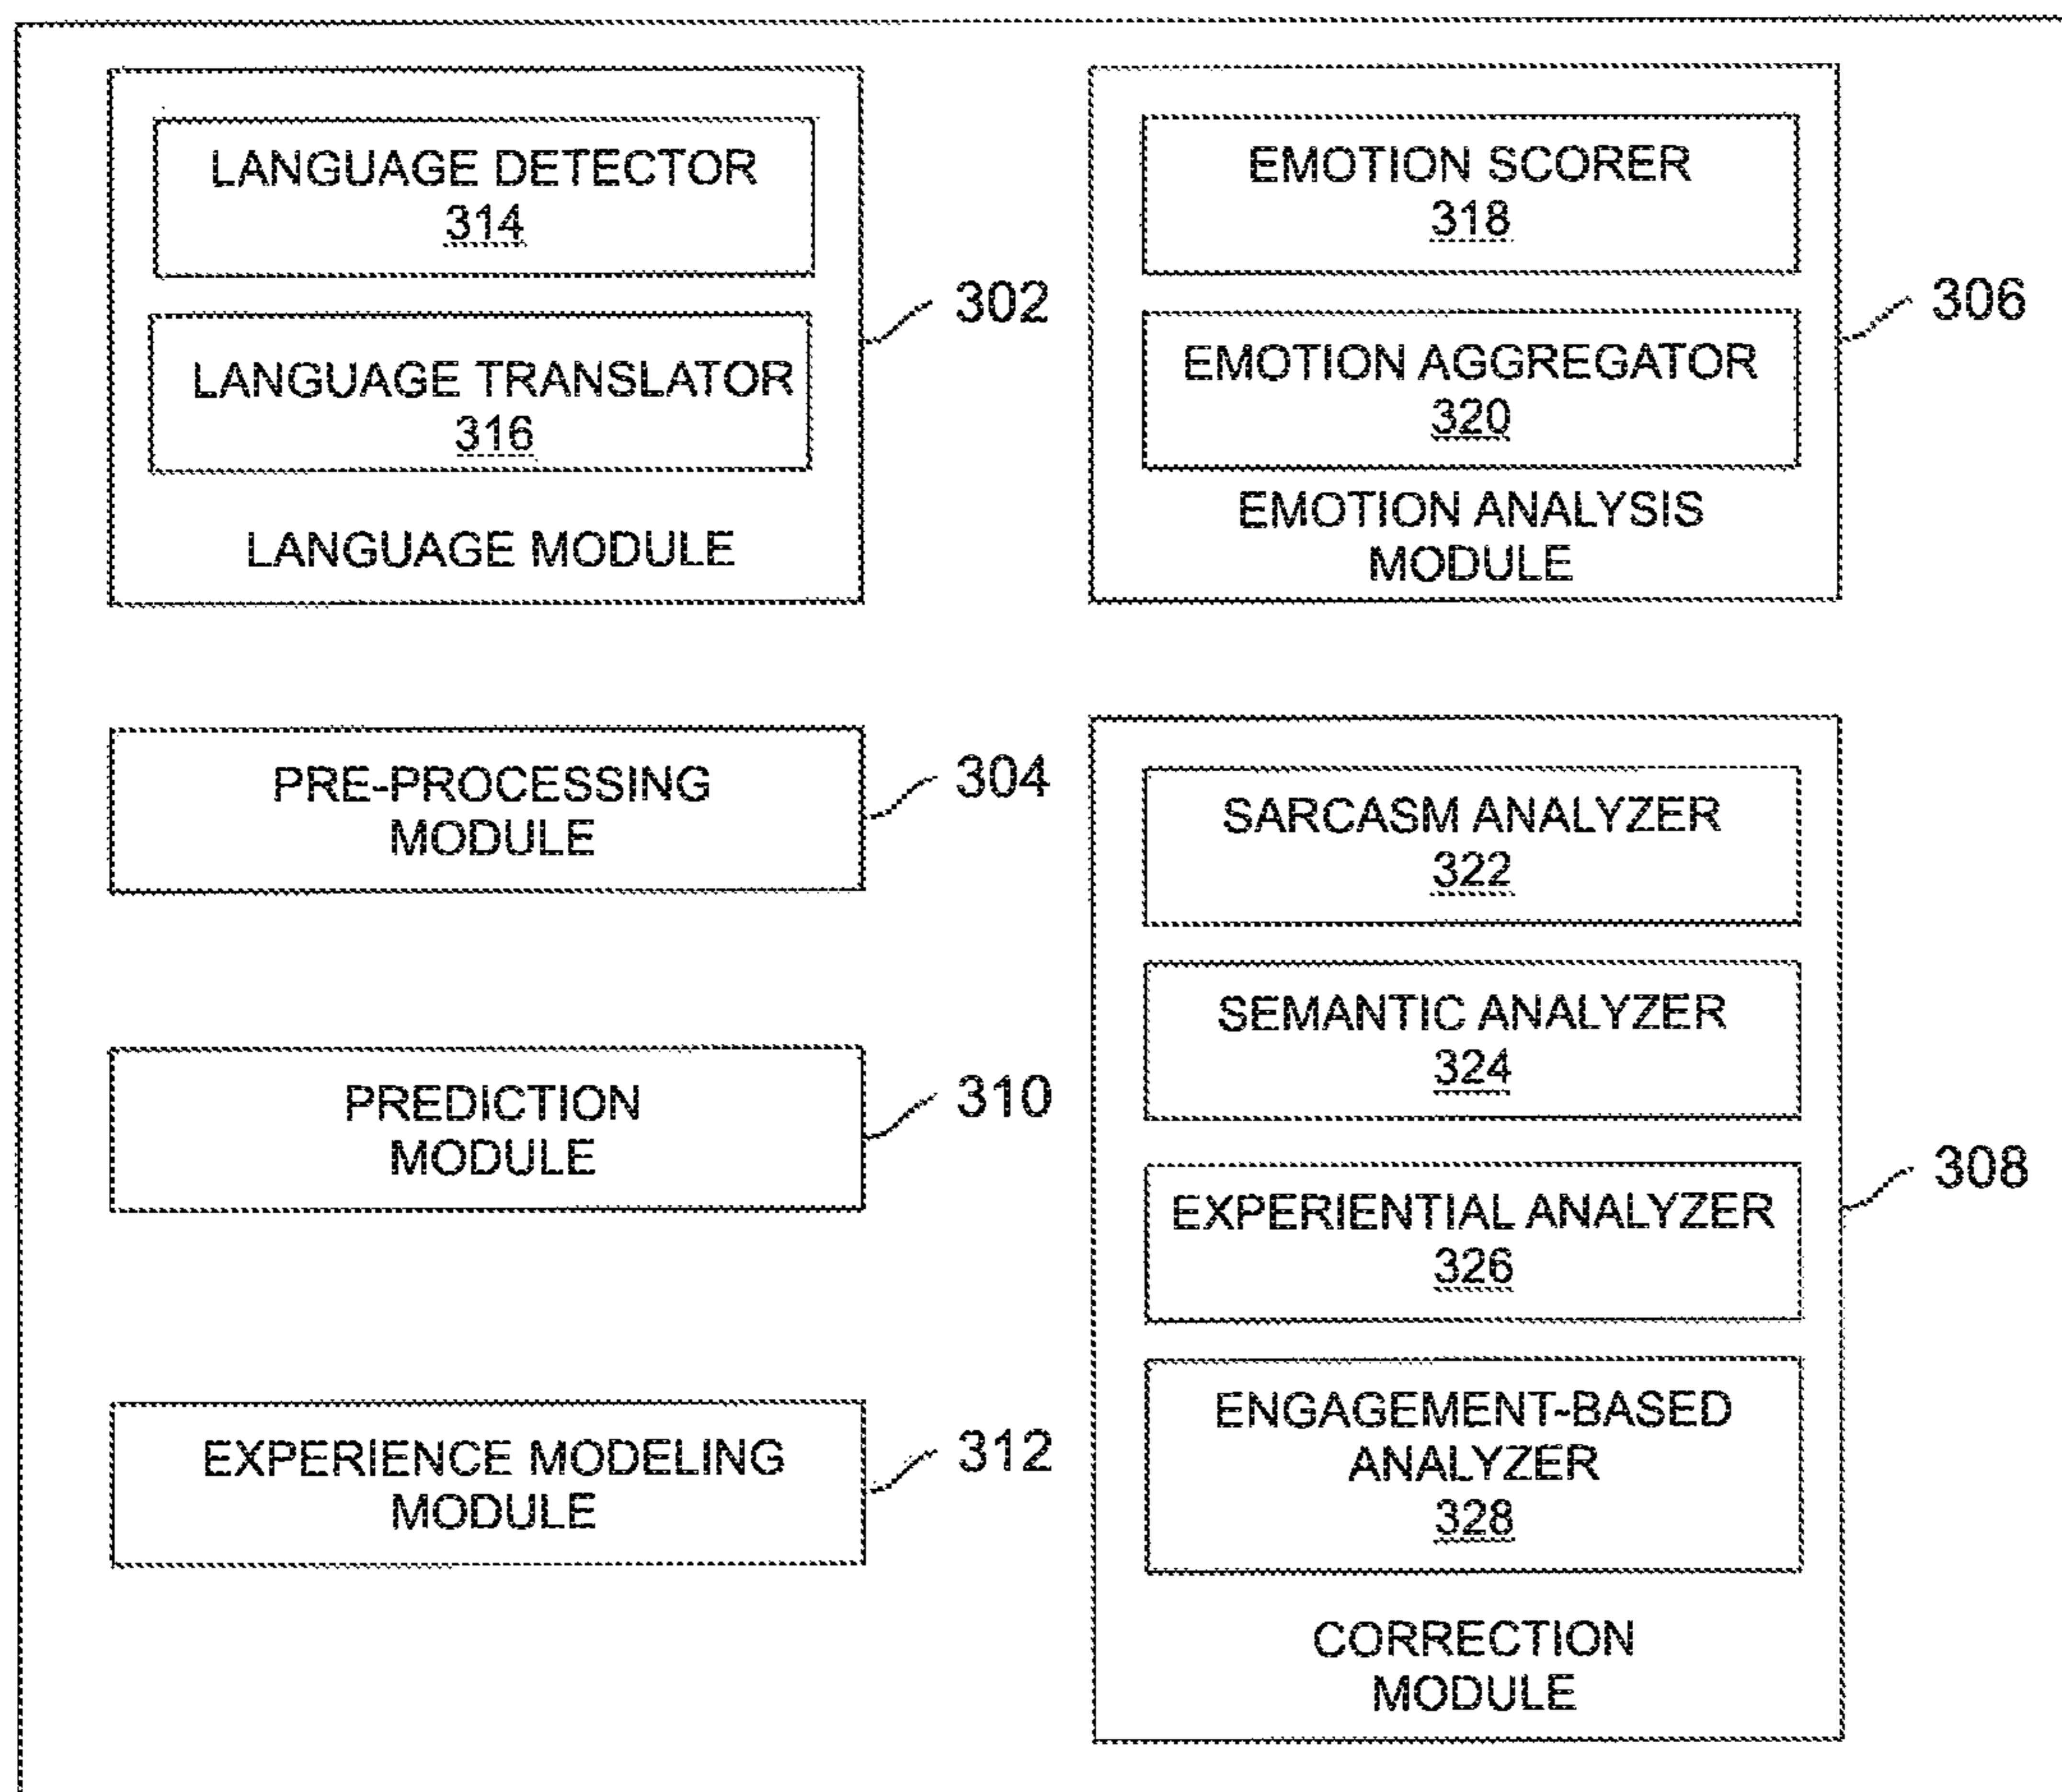 LANGUAGE DETECTOR
314
LANGUAGE TRANSLATOR
316
LANGUAGE MODULE
302
EMOTION SCORER
318
EMOTION AGGREGATOR
320
EMOTION ANALYSIS
MODULE
306
PRE-PROCESSING
MODULE
304
PREDICTION
MODULE
310
EXPERIENCE MODELING
MODULE
312
SARCASM ANALYZER
322
SEMANTIC ANALYZER
324
EXPERIENTIAL ANALYZER
326
ENGAGEMENT-BASED
ANALYZER
328
CORRECTION
MODULE
308